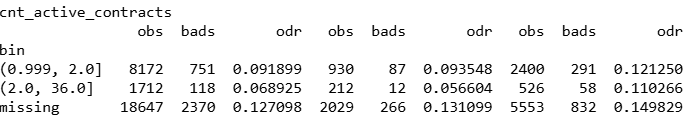 cnt_active_contracts
obs bads odr obs bads odr obs bads odr
bin
(0.999, 2.0] 8172 751 0.091899 930 87 0.093548 2400 291 0.121250
(2.0, 36.0] 1712 118 0.068925 212 12 0.056604 526 58 0.110266
missing 18647 2370 0.127098 2029 266 0.131099 5553 832 0.149829